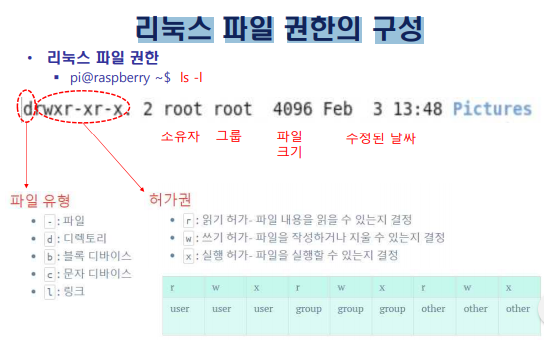 리눅스 파일 권한의 구성
• 리눅스 파일 권한
▪ pi@raspberry ~$ ls -l
drwxr-xr-x. 2 root root 4096 Feb 3 13:48 Pictures
소유자 그룹 파일 크기 수정된 날짜
파일 유형
• - : 파일
• d : 디렉토리
• b : 블록 디바이스
• c : 문자 디바이스
• l : 링크
허가권
• r : 읽기 허가- 파일 내용을 읽을 수 있는지 결정
• w : 쓰기 허가- 파일을 작성하거나 지울 수 있는지 결정
• x : 실행 허가- 파일을 실행할 수 있는지 결정
r w x r w x r w x
user user user group group group other other other